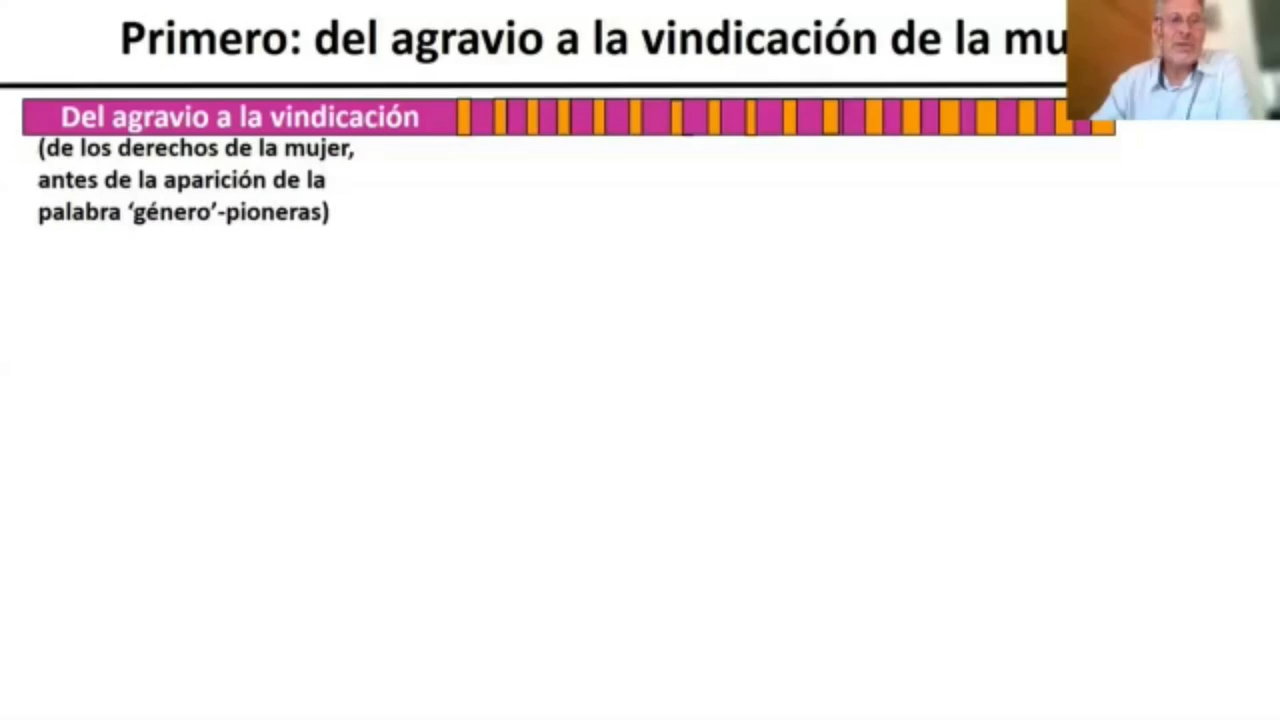 Primero: del agravio a la vindicación de la
Del agravio a la vindicación
(de los derechos de la mujer,
antes de la aparición de la
palabra ‘género’-pioneras)